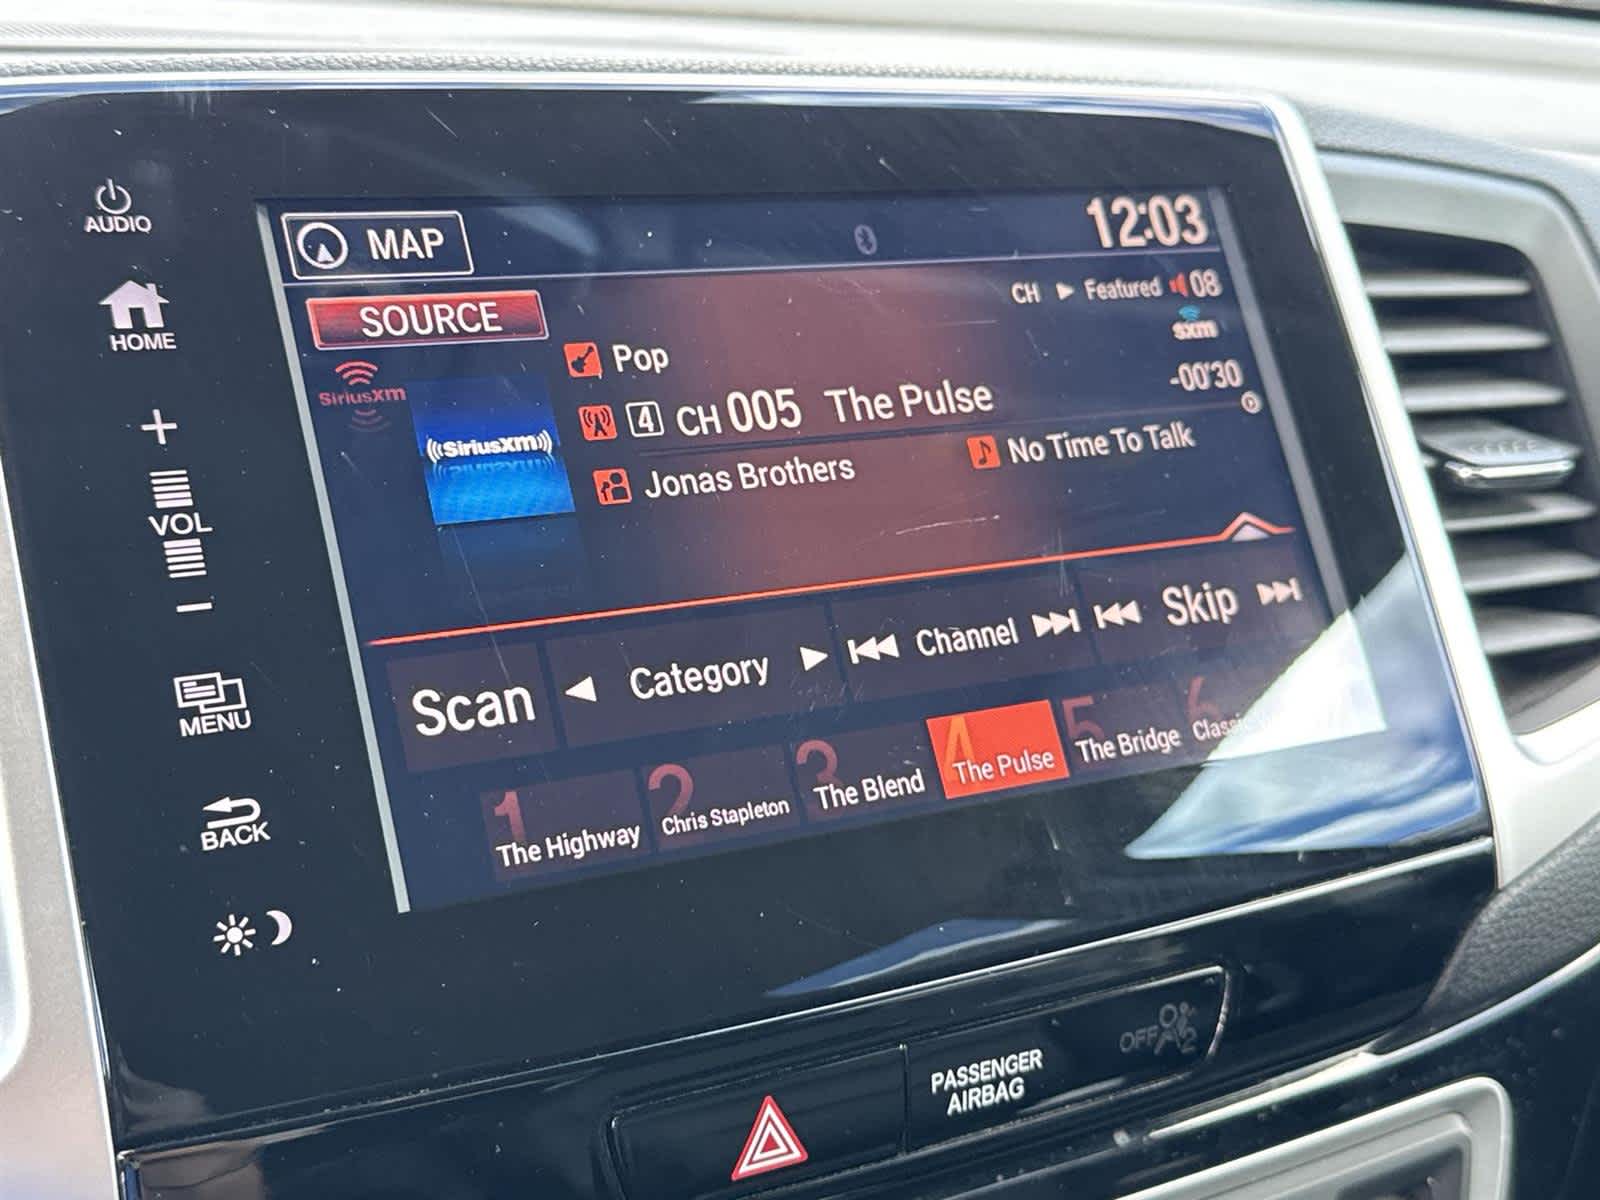 AUDIO
HOME
+
VOL
−
MENU
BACK
MAP
12:03
SOURCE
CH ▶ Featured 08
sxm
SiriusXM
((SiriusXM))
Pop
-00'30
4 CH 005 The Pulse
Jonas Brothers
No Time To Talk
Scan
◀ Category ▶
Channel
Skip
1 The Highway
2 Chris Stapleton
3 The Blend
4 The Pulse
5 The Bridge
6 Classic
PASSENGER
AIRBAG
OFF
2